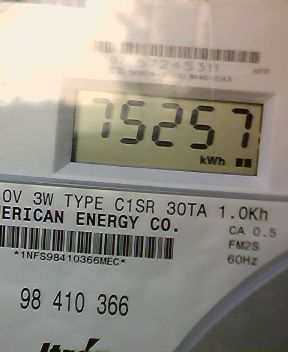 57245311
75257
kWh
0V 3W TYPE C1SR 30TA 1.0Kh
ERICAN ENERGY CO.
CA 0.5
FM2S
*1NFS98410366MEC*
60Hz
98 410 366